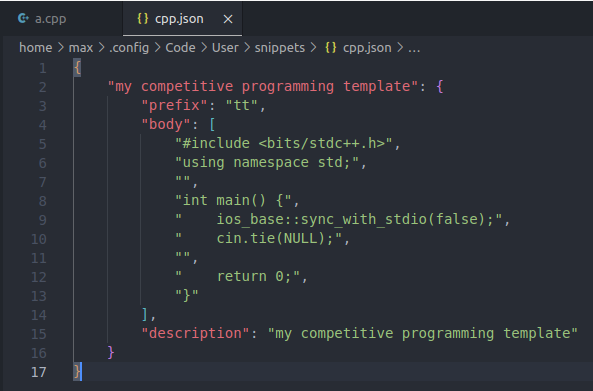 a.cpp {} cpp.json ×
home > max > .config > Code > User > snippets > {} cpp.json > ...
1 {
2     "my competitive programming template": {
3         "prefix": "tt",
4         "body": [
5             "#include <bits/stdc++.h>",
6             "using namespace std;",
7             "",
8             "int main() {",
9             "    ios_base::sync_with_stdio(false);",
10             "    cin.tie(NULL);",
11             "",
12             "    return 0;",
13             "}"
14         ],
15         "description": "my competitive programming template"
16     }
17 }